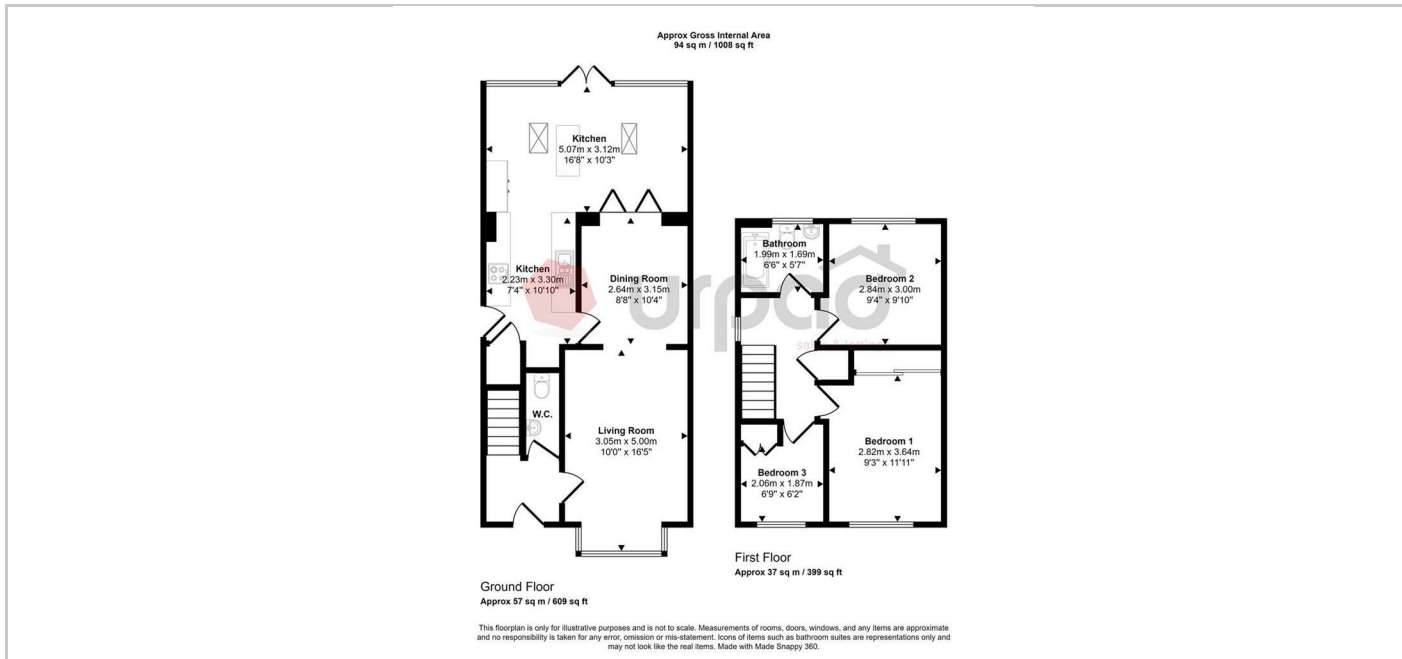 Approx Gross Internal Area
94 sq m / 1008 sq ft
Kitchen
5.07m x 3.12m
16'8" x 10'3"
Kitchen
2.23m x 3.30m
7'4" x 10'10"
Dining Room
2.64m x 3.15m
8'8" x 10'4"
W.C.
Living Room
3.05m x 5.00m
10'0" x 16'5"
Ground Floor
Approx 57 sq m / 609 sq ft
Bathroom
1.99m x 1.69m
6'6" x 5'7"
Bedroom 2
2.84m x 3.00m
9'4" x 9'10"
Bedroom 1
2.82m x 3.64m
9'3" x 11'11"
Bedroom 3
2.06m x 1.87m
6'9" x 6'2"
First Floor
Approx 37 sq m / 399 sq ft
This floorplan is only for illustrative purposes and is not to scale. Measurements of rooms, doors, windows, and any items are approximate
and no responsibility is taken for any error, omission or mis-statement. Icons of items such as bathroom suites are representations only and
may not look like the real items. Made with Made Snappy 360.